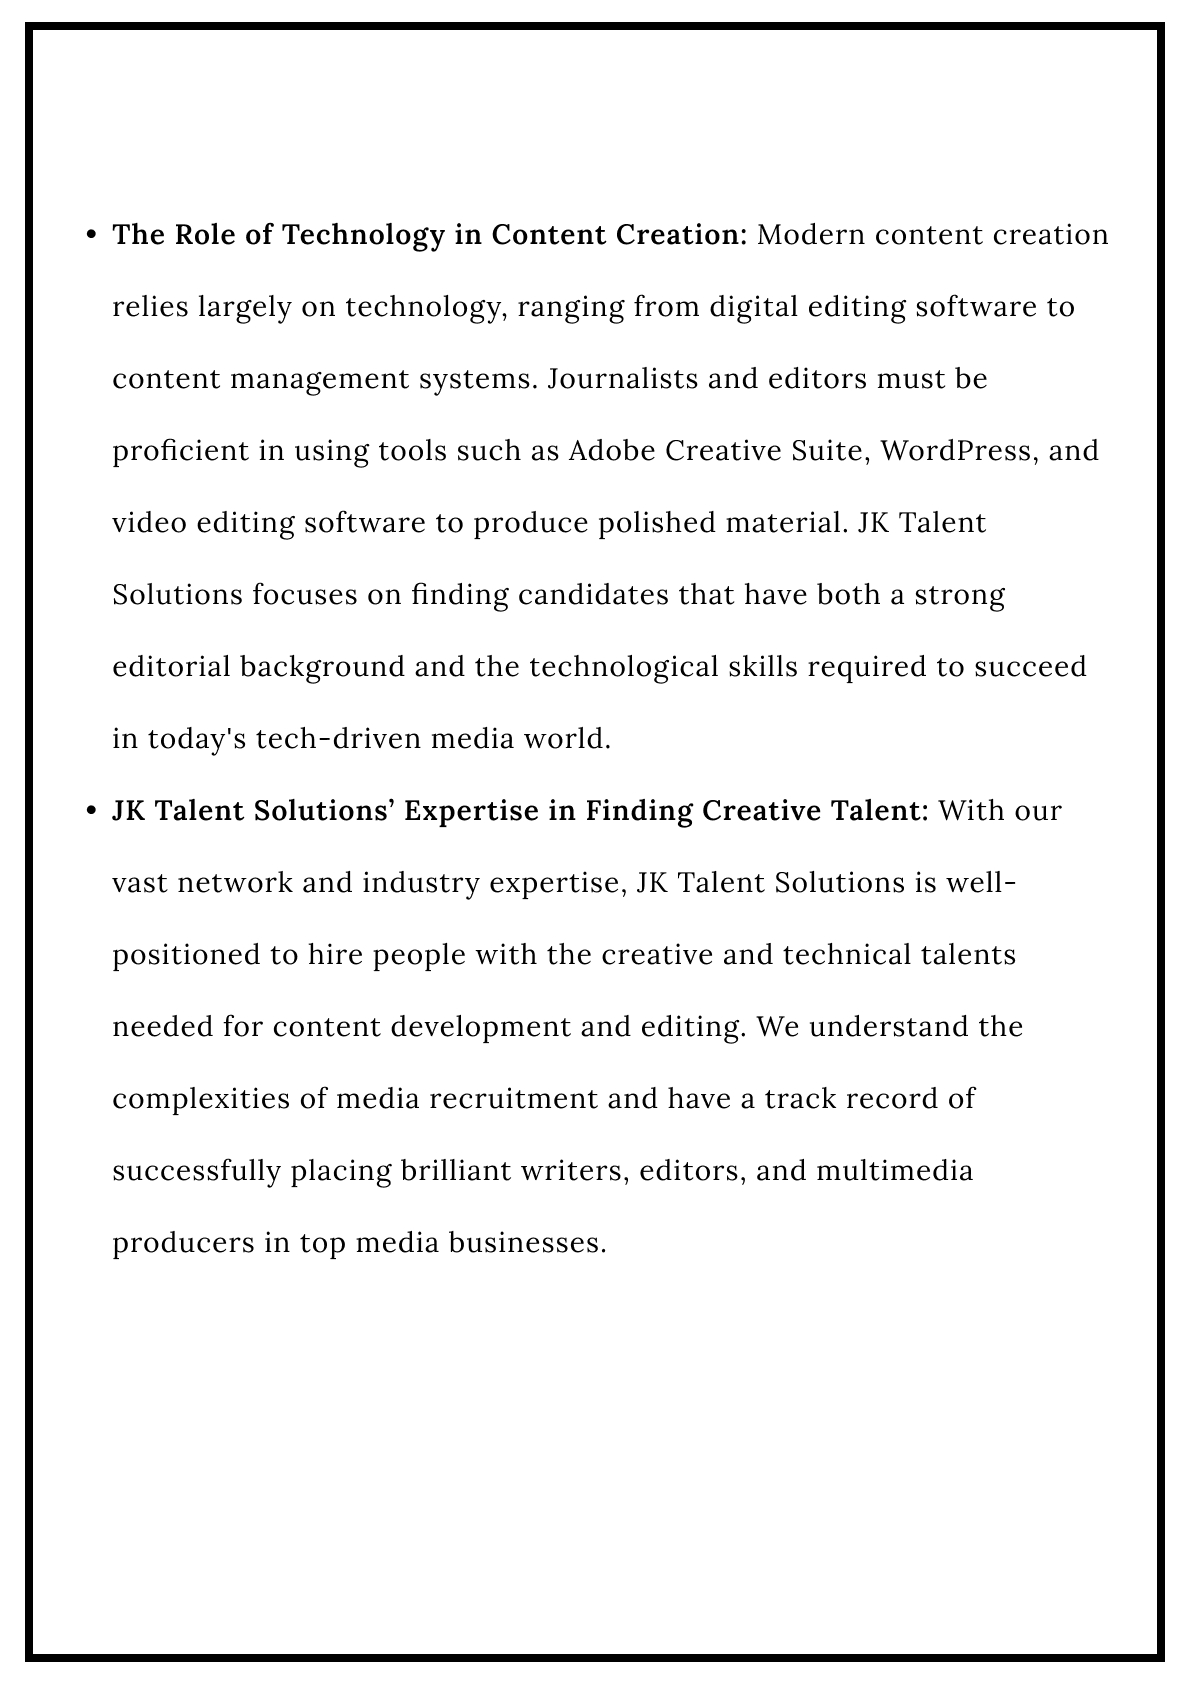 • The Role of Technology in Content Creation: Modern content creation
relies largely on technology, ranging from digital editing software to
content management systems. Journalists and editors must be
proficient in using tools such as Adobe Creative Suite, WordPress, and
video editing software to produce polished material. JK Talent
Solutions focuses on finding candidates that have both a strong
editorial background and the technological skills required to succeed
in today's tech-driven media world.
• JK Talent Solutions’ Expertise in Finding Creative Talent: With our
vast network and industry expertise, JK Talent Solutions is well-
positioned to hire people with the creative and technical talents
needed for content development and editing. We understand the
complexities of media recruitment and have a track record of
successfully placing brilliant writers, editors, and multimedia
producers in top media businesses.